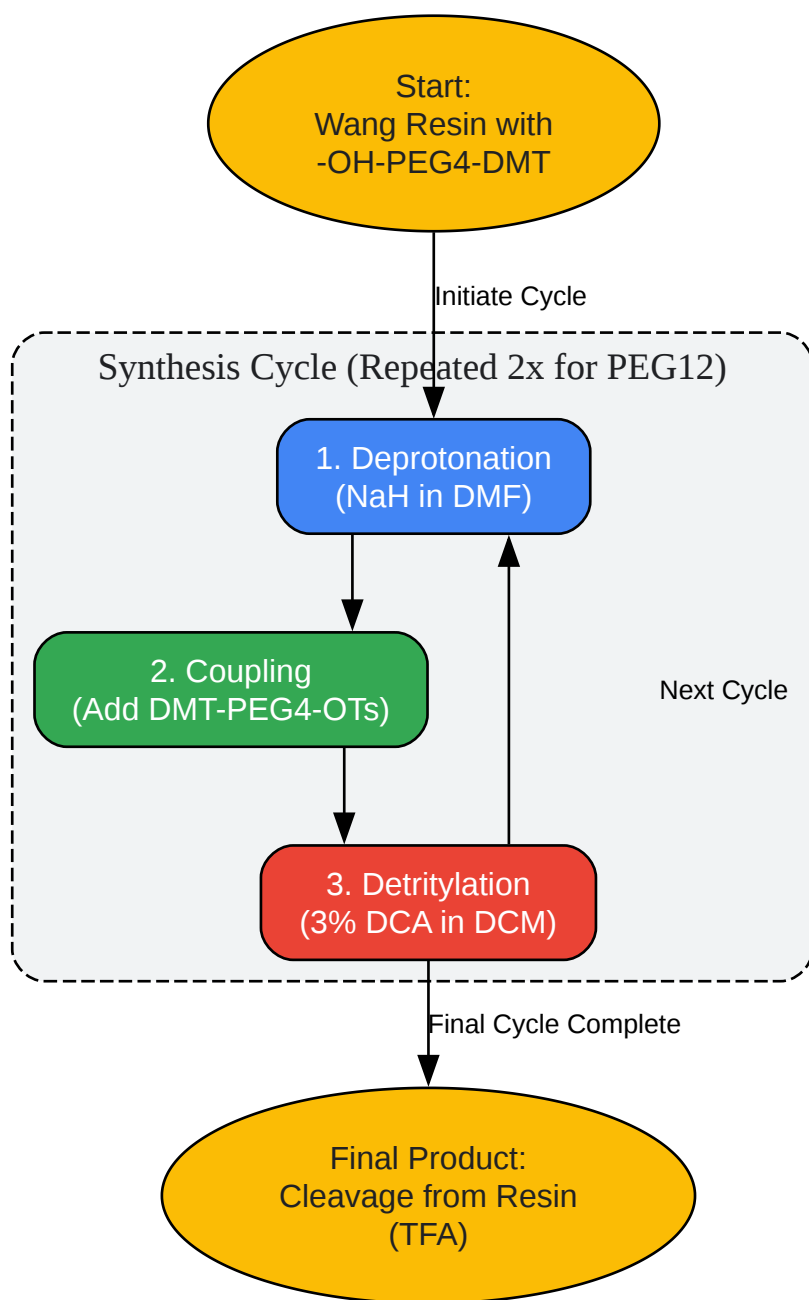 Start:
Wang Resin with
-OH-PEG4-DMT
Initiate Cycle
Synthesis Cycle (Repeated 2x for PEG12)
1. Deprotonation
(NaH in DMF)
2. Coupling
(Add DMT-PEG4-OTs)
Next Cycle
3. Detritylation
(3% DCA in DCM)
Final Cycle Complete
Final Product:
Cleavage from Resin
(TFA)